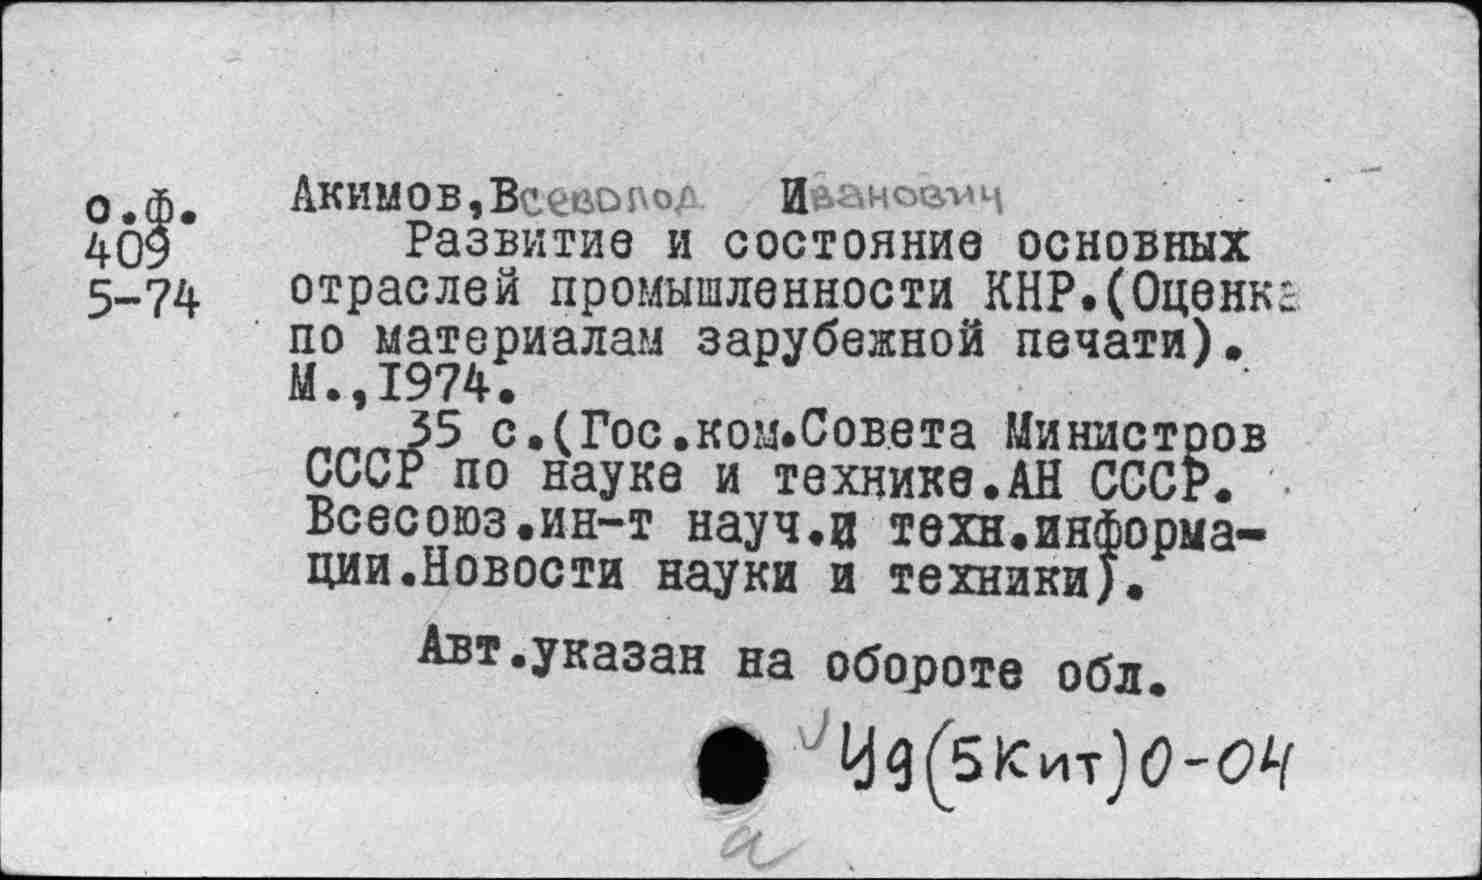 Акимов,Всеволод Иванович
о.ф.
409
5-74
Развитие и состояние основных
отраслей промышленности КНР.(Оценка
по материалам зарубежной печати).
М.,1974.
35 с.(Гос.ком.Совета Министров
СССР по науке и технике.АН СССР.
Всесоюз.ин-т науч.и техн.информа-
ции.Новости науки и техники).
Авт.указан на обороте обл.
У9(5Кит)0-04
а